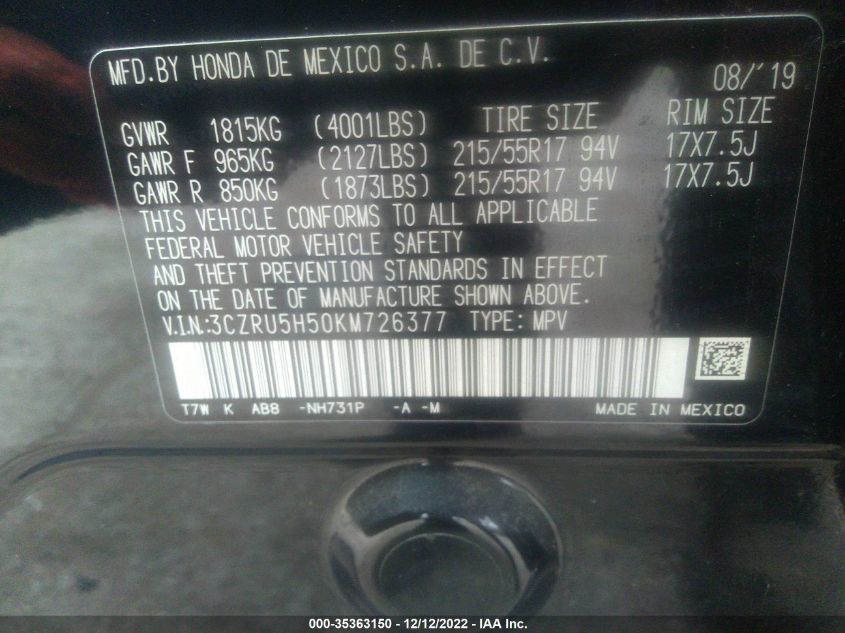 MFD.BY HONDA DE MEXICO S.A. DE C.V.
08/'19
GVWR 1815KG (4001LBS) TIRE SIZE RIM SIZE
GAWR F 965KG (2127LBS) 215/55R17 94V 17X7.5J
GAWR R 850KG (1873LBS) 215/55R17 94V 17X7.5J
THIS VEHICLE CONFORMS TO ALL APPLICABLE
FEDERAL MOTOR VEHICLE SAFETY
AND THEFT PREVENTION STANDARDS IN EFFECT
ON THE DATE OF MANUFACTURE SHOWN ABOVE.
V.I.N.:3CZRU5H50KM726377 TYPE: MPV
T7W K AB8 -NH731P -A -M MADE IN MEXICO
000-35363150 - 12/12/2022 - IAA Inc.